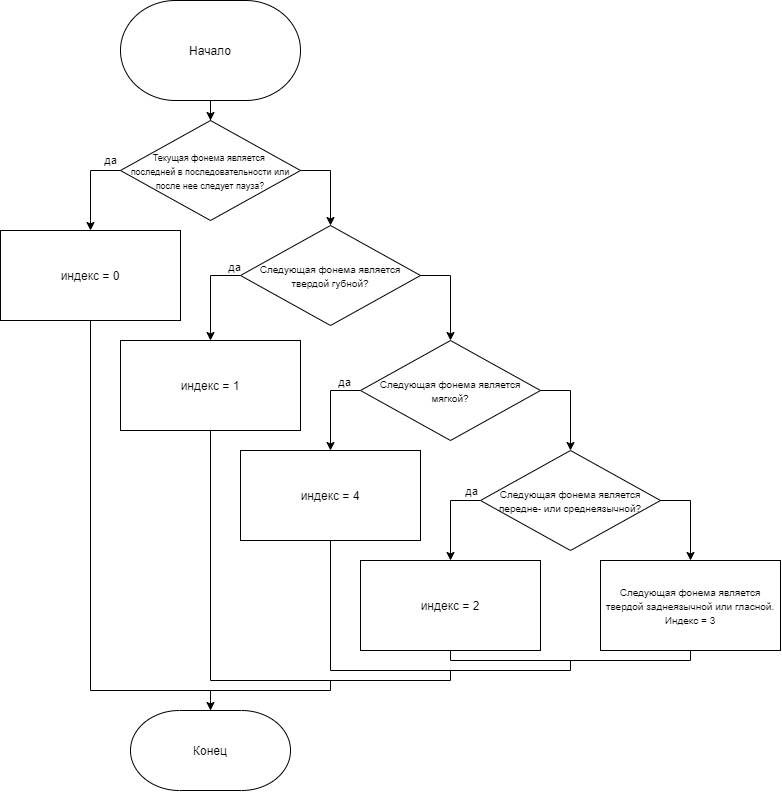 Начало
Текущая фонема является
последней в последовательности или
после нее следует пауза?
да
индекс = 0
Следующая фонема является
твердой губной?
да
индекс = 1
Следующая фонема является
мягкой?
да
индекс = 4
Следующая фонема является
передне- или среднеязычной?
да
индекс = 2
Следующая фонема является
твердой заднеязычной или гласной.
Индекс = 3
Конец